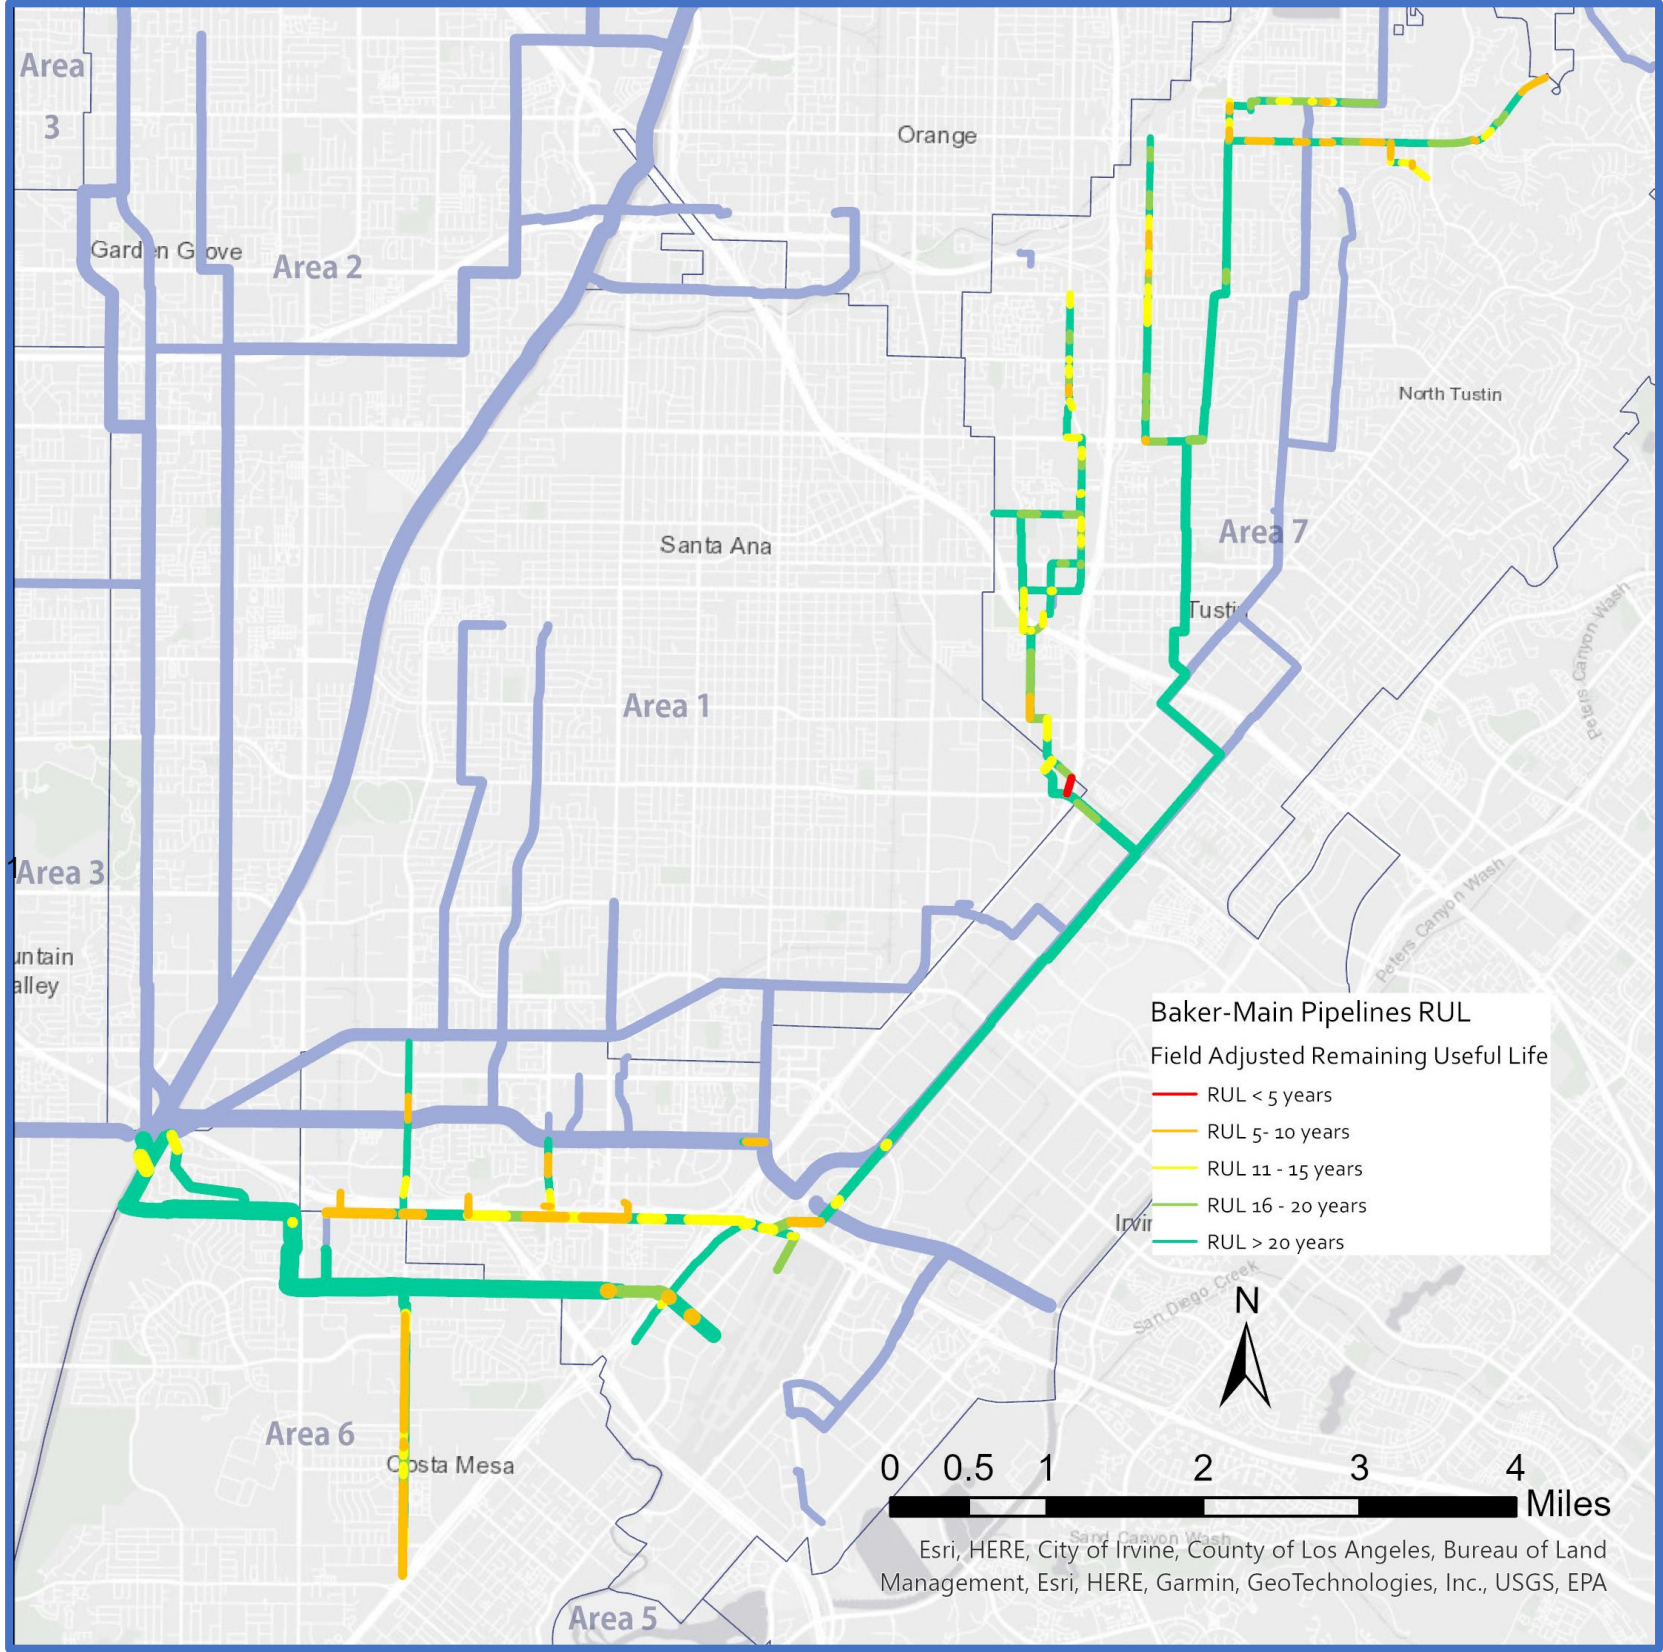 Area
3
Orange
Garden Grove
Area 2
North Tustin
Santa Ana
Area 7
Tustin
Peters Canyon Wash
Area 1
1
Area 3
Peters Canyon Wash
untain
alley
Baker-Main Pipelines RUL
Field Adjusted Remaining Useful Life
RUL < 5 years
RUL 5- 10 years
RUL 11 - 15 years
RUL 16 - 20 years
RUL > 20 years
Irvin
San Diego Creek
N
Area 6
Costa Mesa
0 0.5 1 2 3 4
Miles
Sand Canyon Wash
Esri, HERE, City of Irvine, County of Los Angeles, Bureau of Land
Management, Esri, HERE, Garmin, GeoTechnologies, Inc., USGS, EPA
Area 5